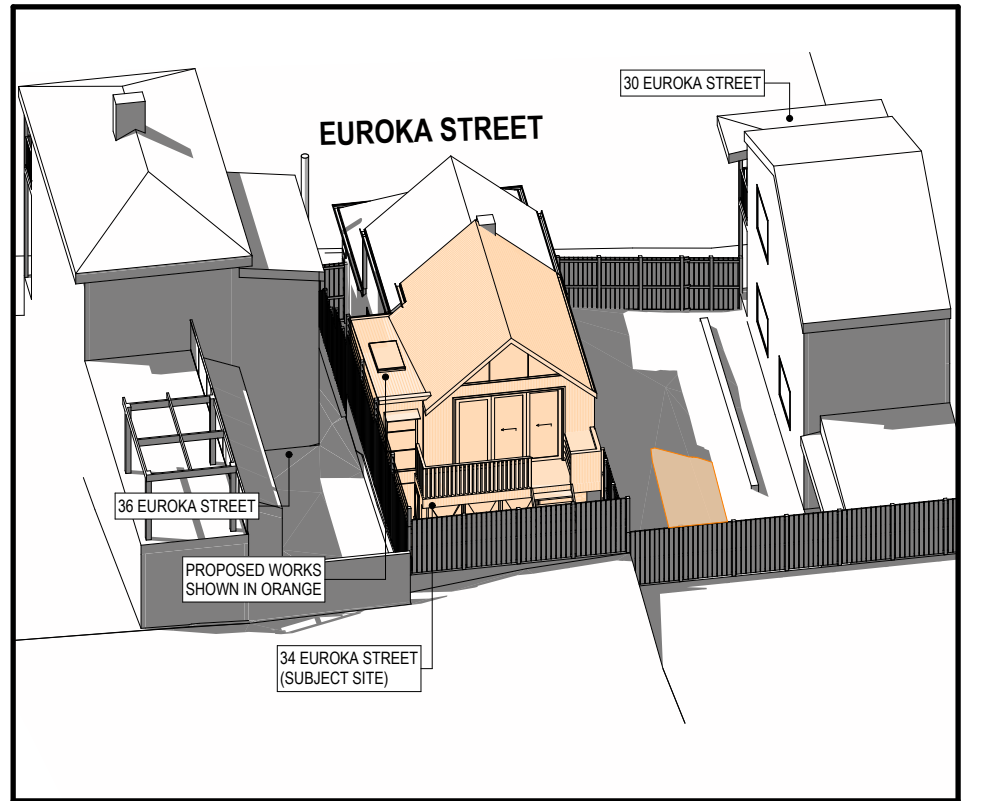 30 EUROKA STREET
EUROKA STREET
36 EUROKA STREET
PROPOSED WORKS
SHOWN IN ORANGE
34 EUROKA STREET
(SUBJECT SITE)